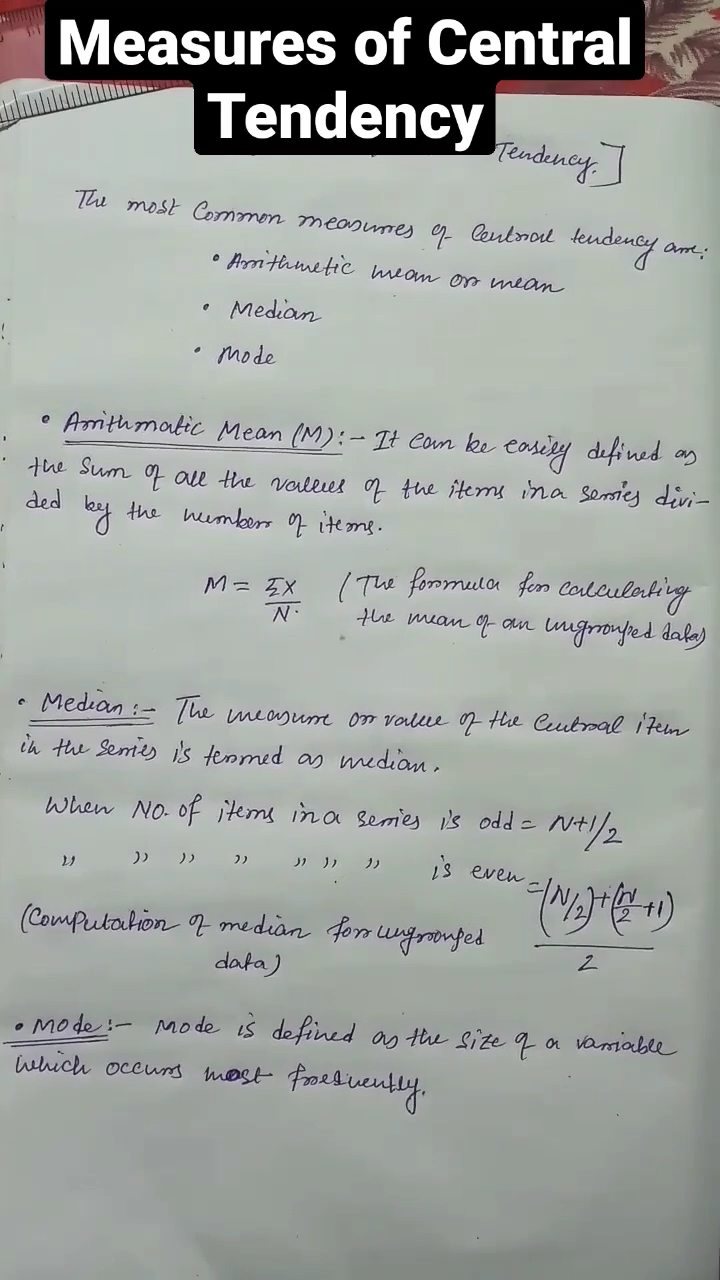 Measures of Central
Tendency
Tendency.]
The most Common measures of Central tendency are:
• Arithmetic mean or mean
• Median
• Mode
• Arithmatic Mean (M):- It can be easily defined as
the sum of all the values of the items in a series divi-
ded by the number of items.
M = ΣX/N. (The formula for calculating
the mean of an ungrouped data)
• Median:- The measure or value of the Central item
in the series is termed as median.
When NO. of items in a series is odd = N+1/2
,, ,, ,, ,, ,, ,, ,, is even = ((N/2)+(N/2+1))/2
(Computation of median for ungrouped
data)
• Mode:- Mode is defined as the size of a variable
which occurs most frequently.